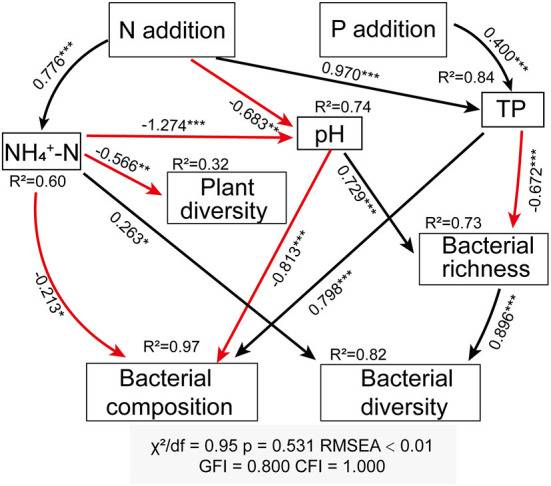 N addition
P addition
0.776***
0.400***
0.970***
R²=0.84
-0.683**
R²=0.74
TP
-1.274***
pH
NH₄⁺-N
-0.566**
R²=0.32
R²=0.60
Plant
diversity
0.729***
-0.672***
0.263*
R²=0.73
Bacterial
richness
-0.813***
0.798***
-0.213*
0.896***
R²=0.97
R²=0.82
Bacterial
composition
Bacterial
diversity
χ²/df = 0.95 p = 0.531 RMSEA < 0.01
GFI = 0.800 CFI = 1.000